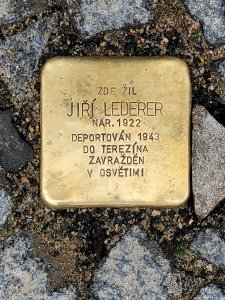 ZDE ŽIL
JIŘÍ LEDERER
NAR. 1922
DEPORTOVÁN 1943
DO TEREZÍNA
ZAVRAŽDĚN
V OSVĚTIMI